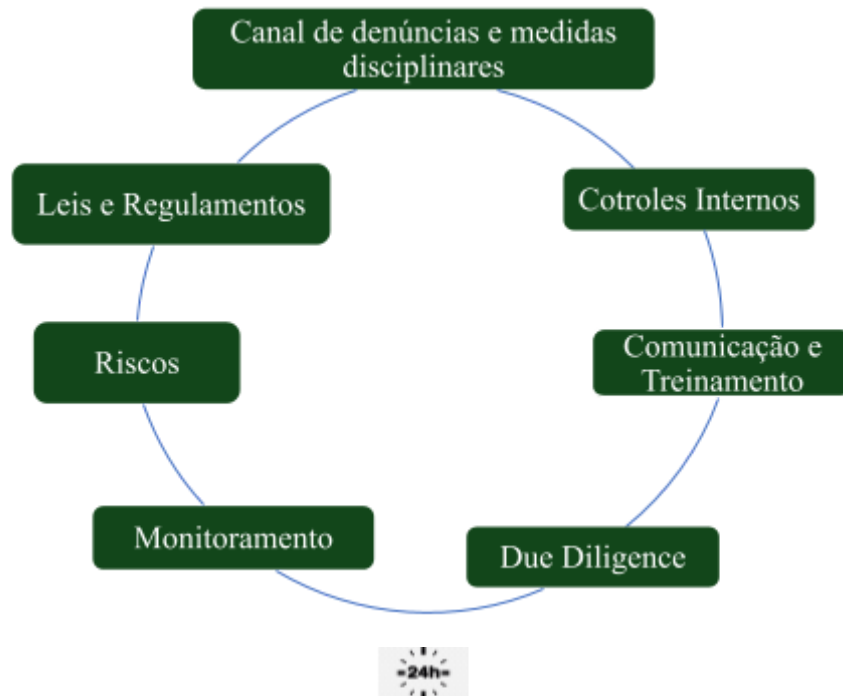 Canal de denúncias e medidas
disciplinares
Leis e Regulamentos
Cotroles Internos
Riscos
Comunicação e
Treinamento
Monitoramento
Due Diligence
24h